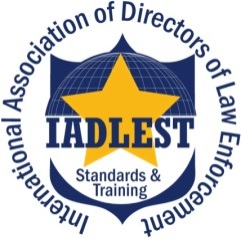 International Association of Directors of Law Enforcement
IADLEST
Standards &
Training